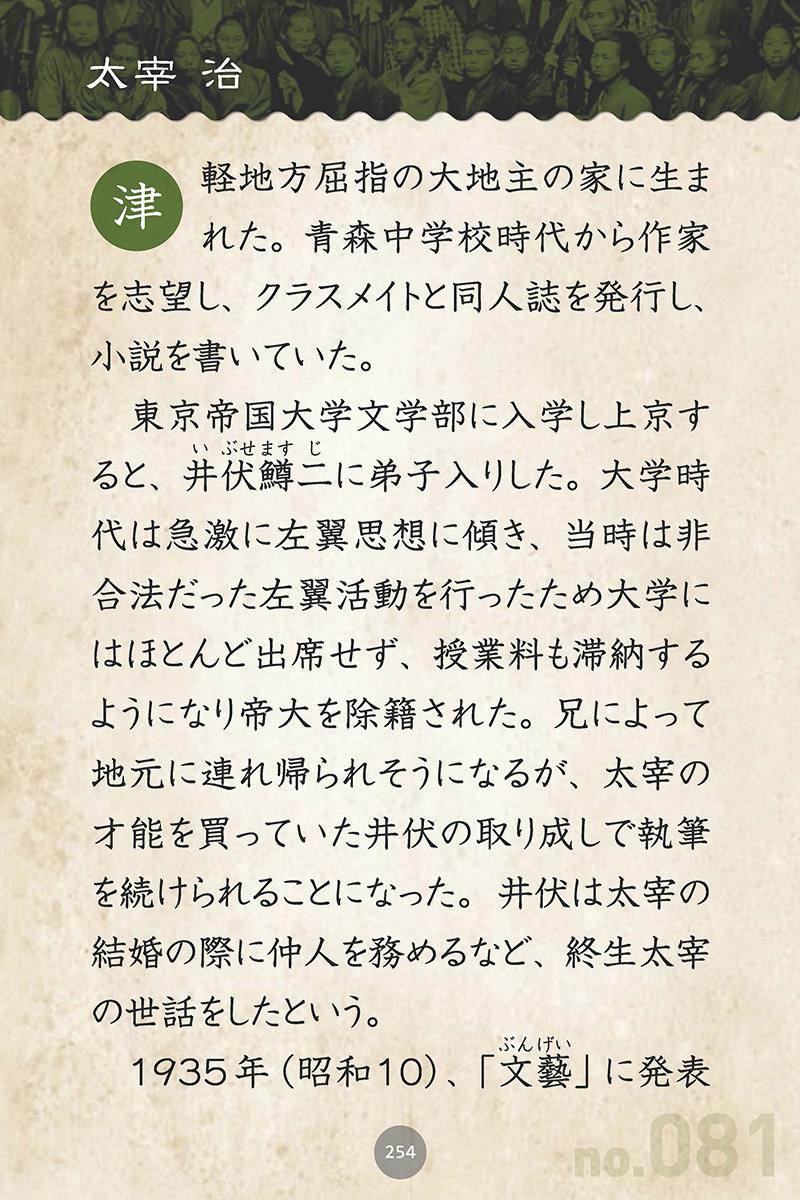 太宰 治
津軽地方屈指の大地主の家に生ま
れた。青森中学校時代から作家
を志望し、クラスメイトと同人誌を発行し、
小説を書いていた。
東京帝国大学文学部に入学し上京す
い ぶせ ます じ
ると、井伏鱒二に弟子入りした。大学時
代は急激に左翼思想に傾き、当時は非
合法だった左翼活動を行ったため大学に
はほとんど出席せず、授業料も滞納する
ようになり帝大を除籍された。兄によって
地元に連れ帰られそうになるが、太宰の
才能を買っていた井伏の取り成しで執筆
を続けられることになった。井伏は太宰の
結婚の際に仲人を務めるなど、終生太宰
の世話をしたという。
ぶんげい
1935年（昭和10）、「文藝」に発表
254
no.081